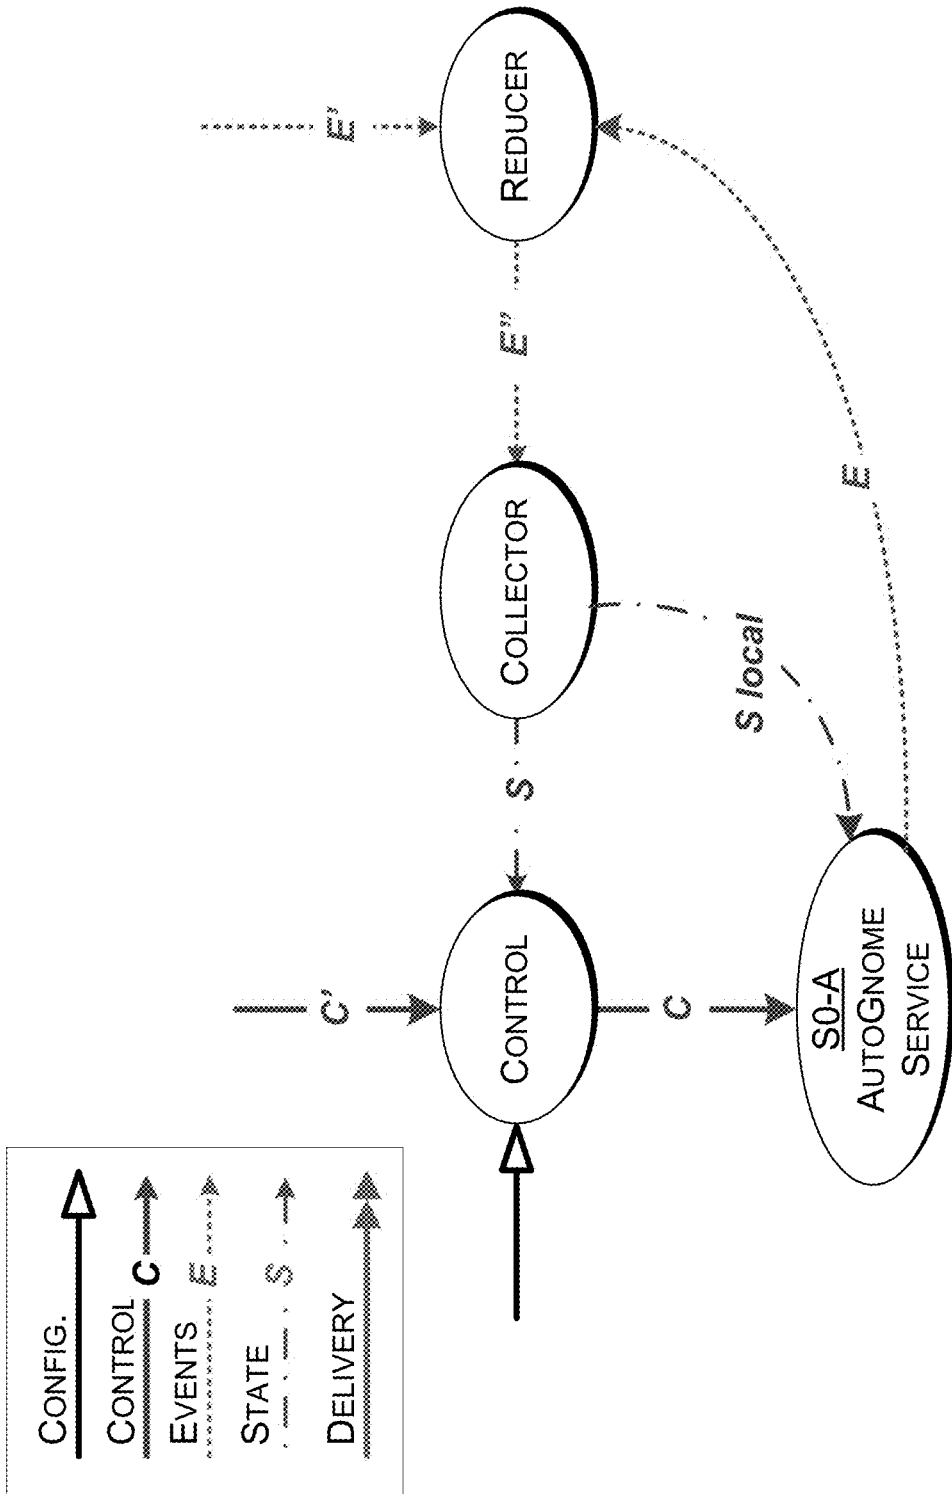 CONFIG.
CONTROL C
EVENTS E
STATE S
DELIVERY
C'
E'
CONTROL
S
COLLECTOR
E"
REDUCER
C
S local
E
S0-A
AUTOGNOME
SERVICE